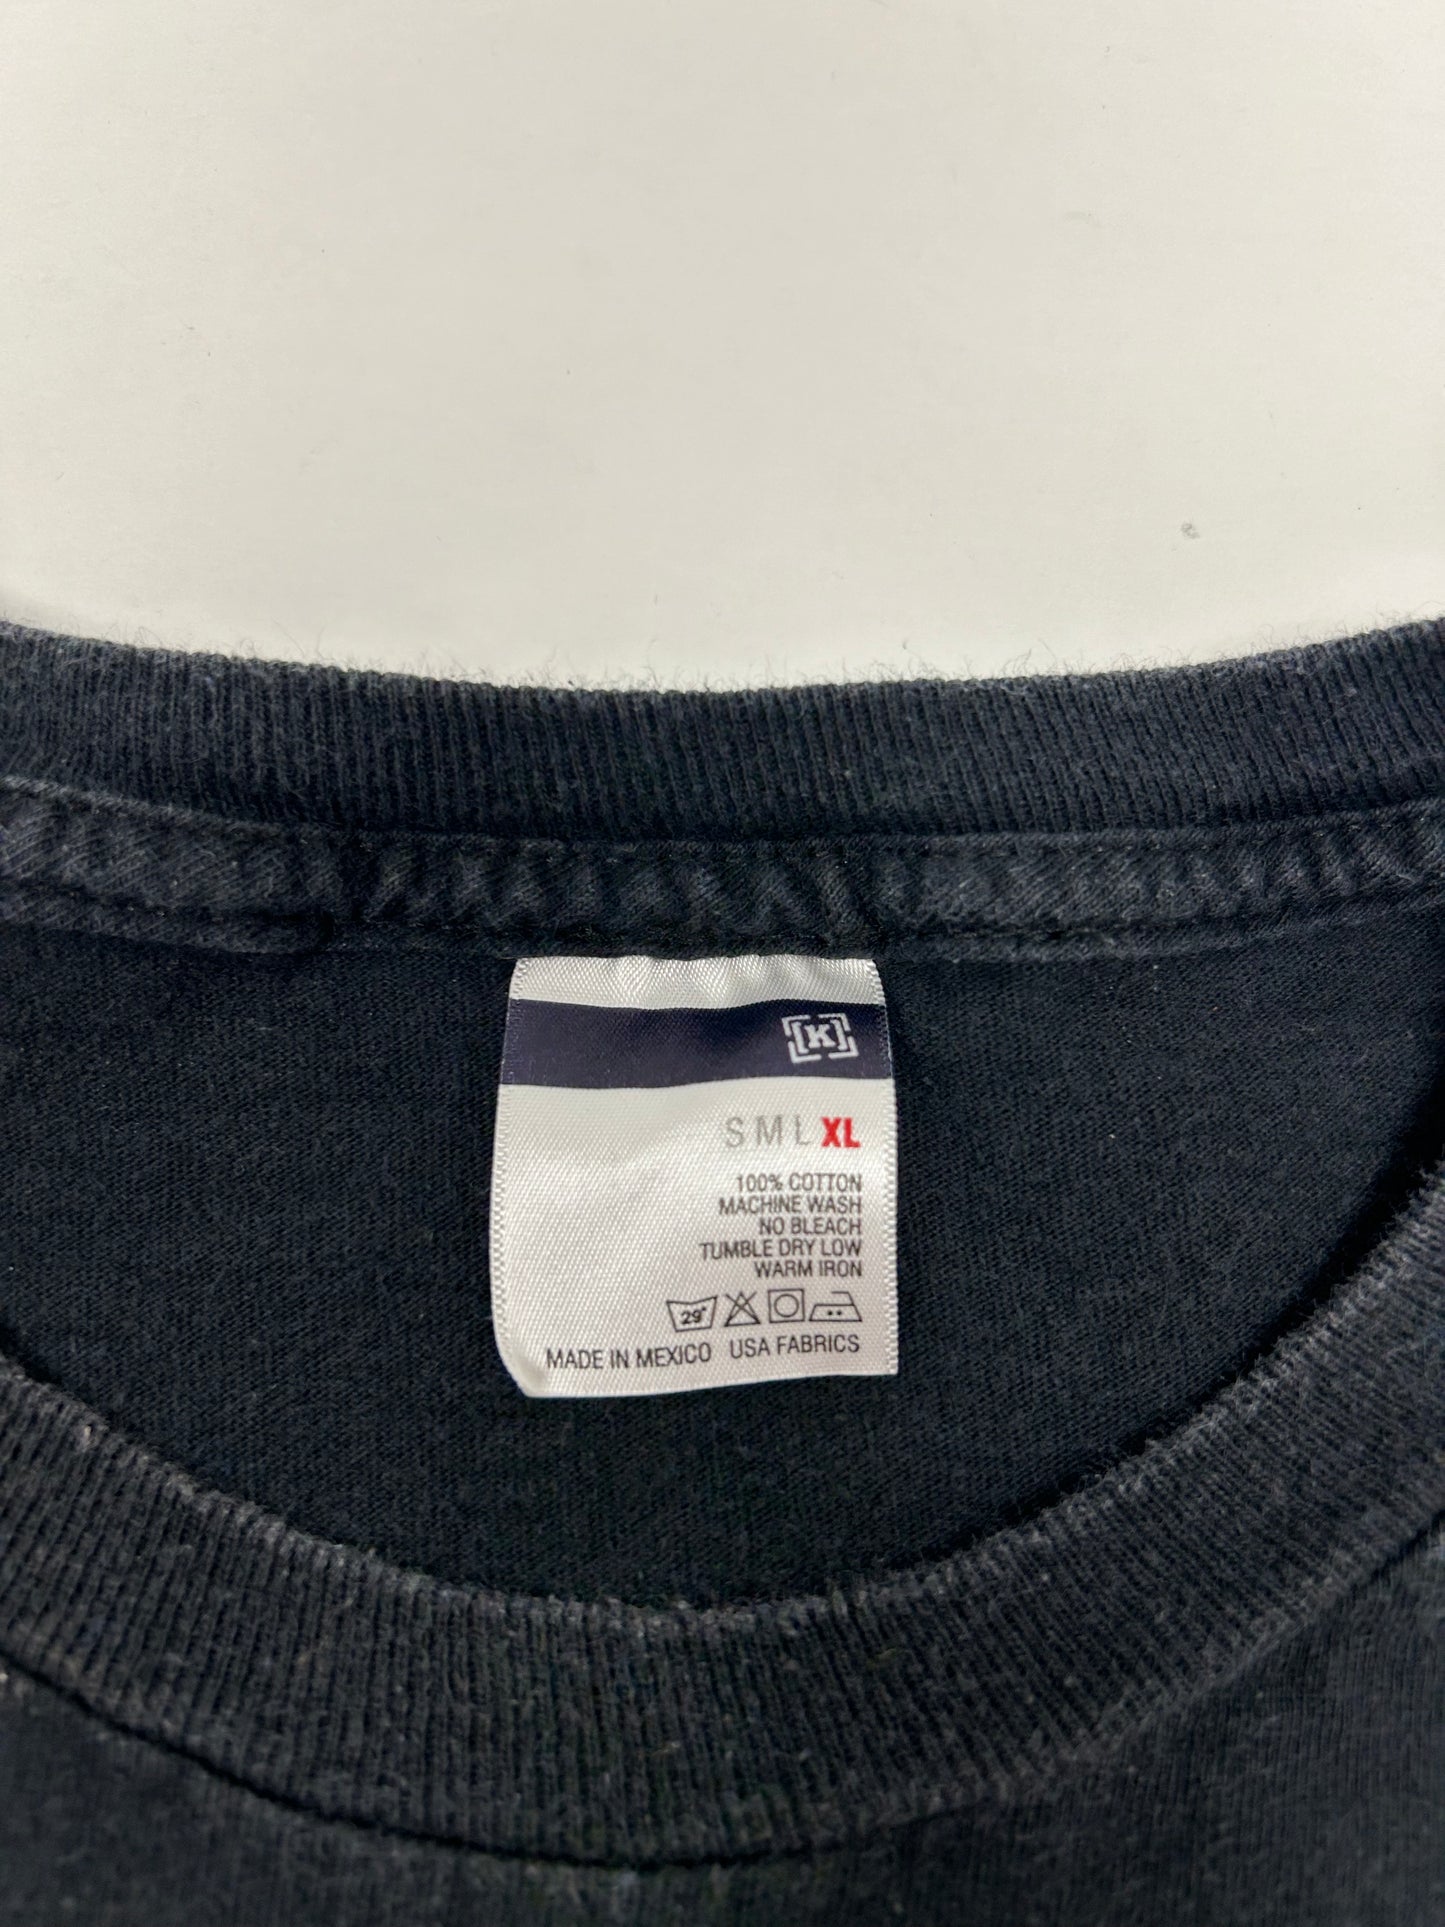 [K]
S M L XL
100% COTTON
MACHINE WASH
NO BLEACH
TUMBLE DRY LOW
WARM IRON
29°
MADE IN MEXICO USA FABRICS